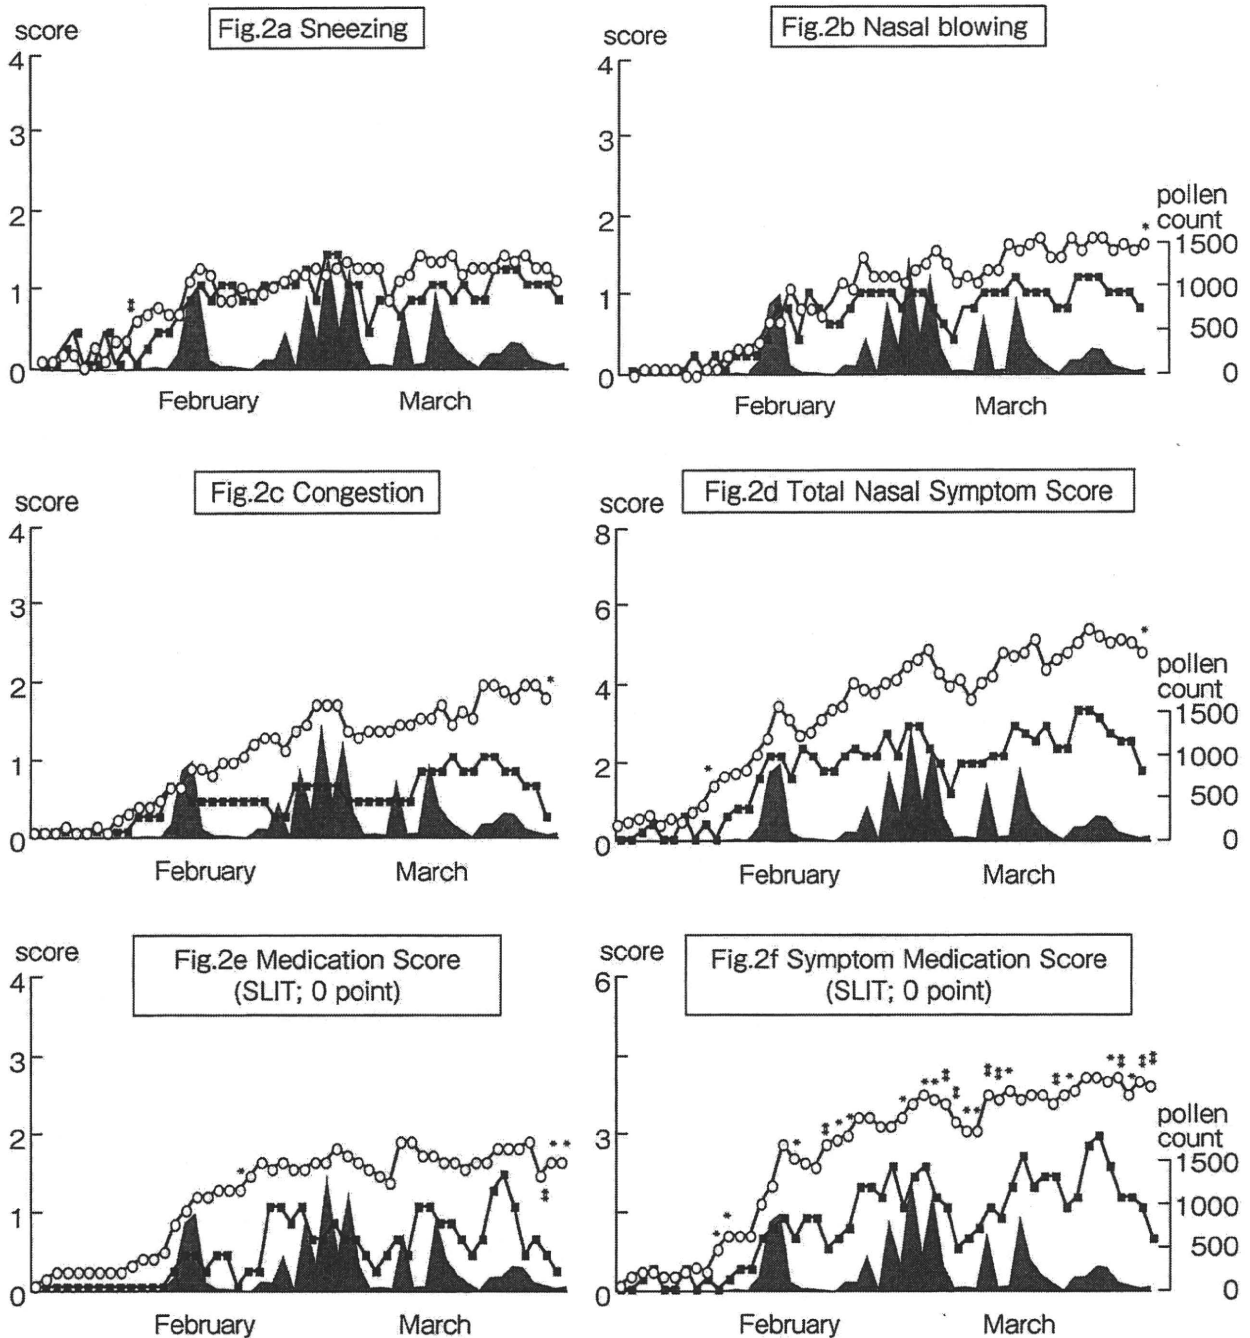 score
Fig.2a Sneezing
4
3
2
1
0
February
March
score
Fig.2b Nasal blowing
4
3
2
1
0
pollen
count
1500
1000
500
0
*
February
March
score
Fig.2c Congestion
4
3
2
1
0
*
February
March
score
Fig.2d Total Nasal Symptom Score
8
6
4
2
0
*
*
pollen
count
1500
1000
500
0
February
March
score
Fig.2e Medication Score
(SLIT; 0 point)
4
3
2
1
0
*
* *
‡
February
March
score
Fig.2f Symptom Medication Score
(SLIT; 0 point)
6
3
0
pollen
count
1500
1000
500
0
February
March